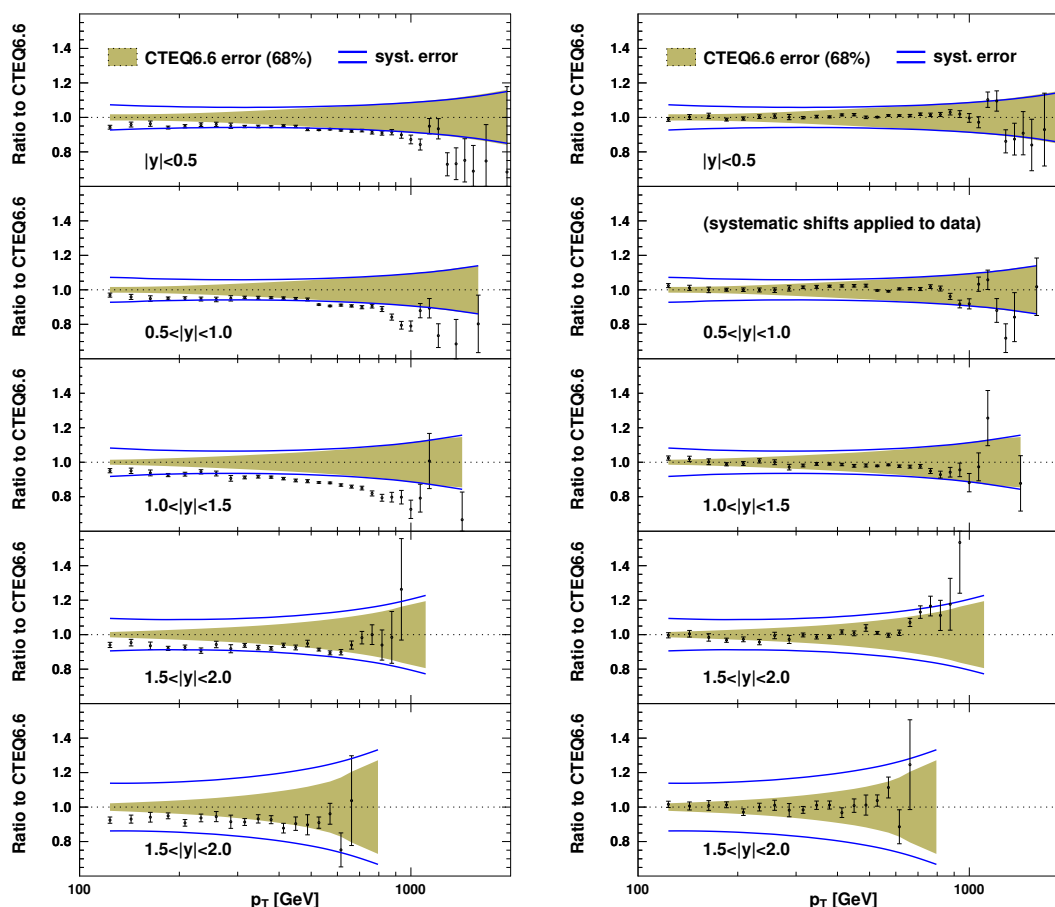 CTEQ6.6 error (68%) syst. error
Ratio to CTEQ6.6
1.4
1.2
1.0
0.8
|y|<0.5
Ratio to CTEQ6.6
1.4
1.2
1.0
0.8
0.5<|y|<1.0
Ratio to CTEQ6.6
1.4
1.2
1.0
0.8
1.0<|y|<1.5
Ratio to CTEQ6.6
1.4
1.2
1.0
0.8
1.5<|y|<2.0
Ratio to CTEQ6.6
1.4
1.2
1.0
0.8
1.5<|y|<2.0
100 1000
p_T [GeV]
CTEQ6.6 error (68%) syst. error
Ratio to CTEQ6.6
1.4
1.2
1.0
0.8
|y|<0.5
(systematic shifts applied to data)
Ratio to CTEQ6.6
1.4
1.2
1.0
0.8
0.5<|y|<1.0
Ratio to CTEQ6.6
1.4
1.2
1.0
0.8
1.0<|y|<1.5
Ratio to CTEQ6.6
1.4
1.2
1.0
0.8
1.5<|y|<2.0
Ratio to CTEQ6.6
1.4
1.2
1.0
0.8
1.5<|y|<2.0
100 1000
p_T [GeV]